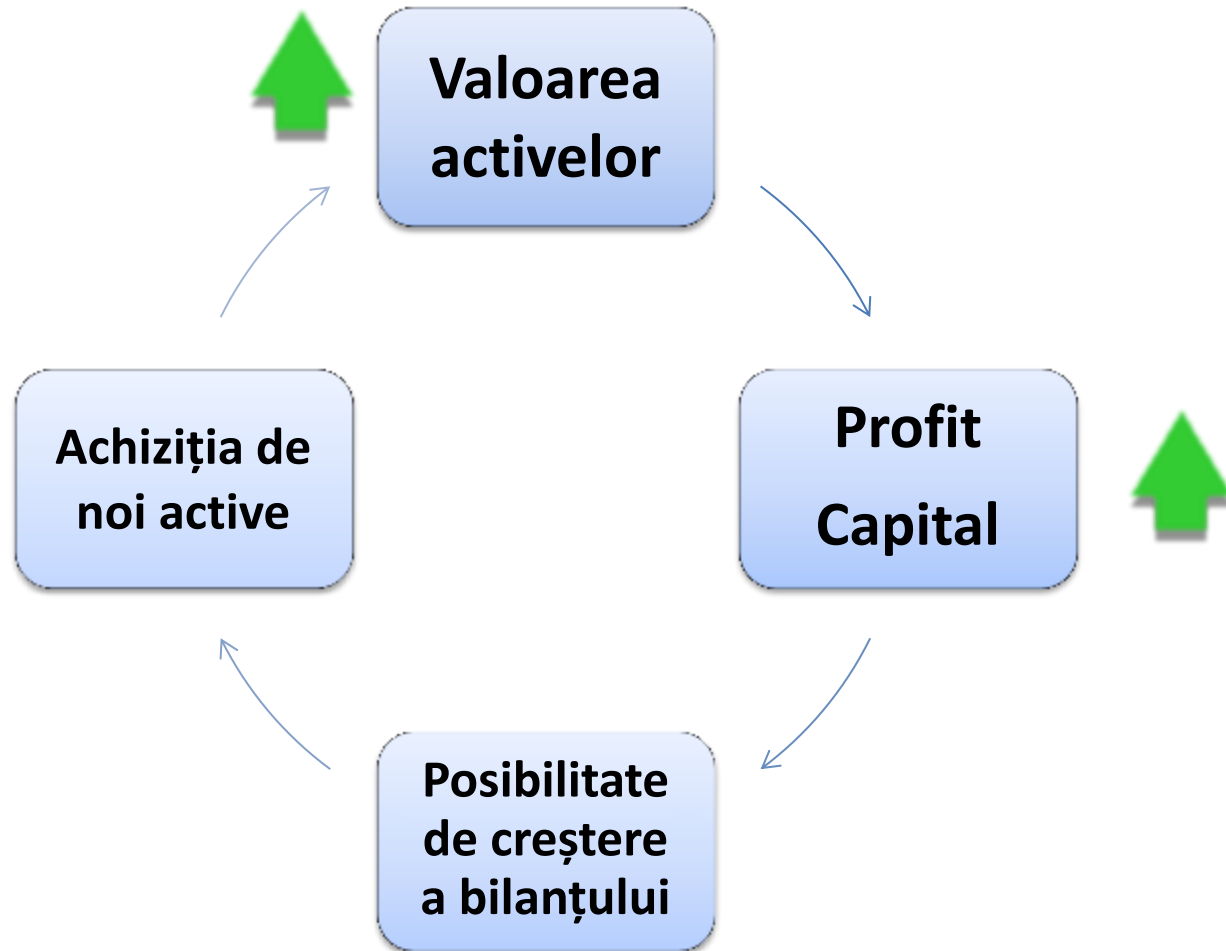 Valoarea
activelor
Profit
Capital
Achiziția de
noi active
Posibilitate
de creștere
a bilanțului